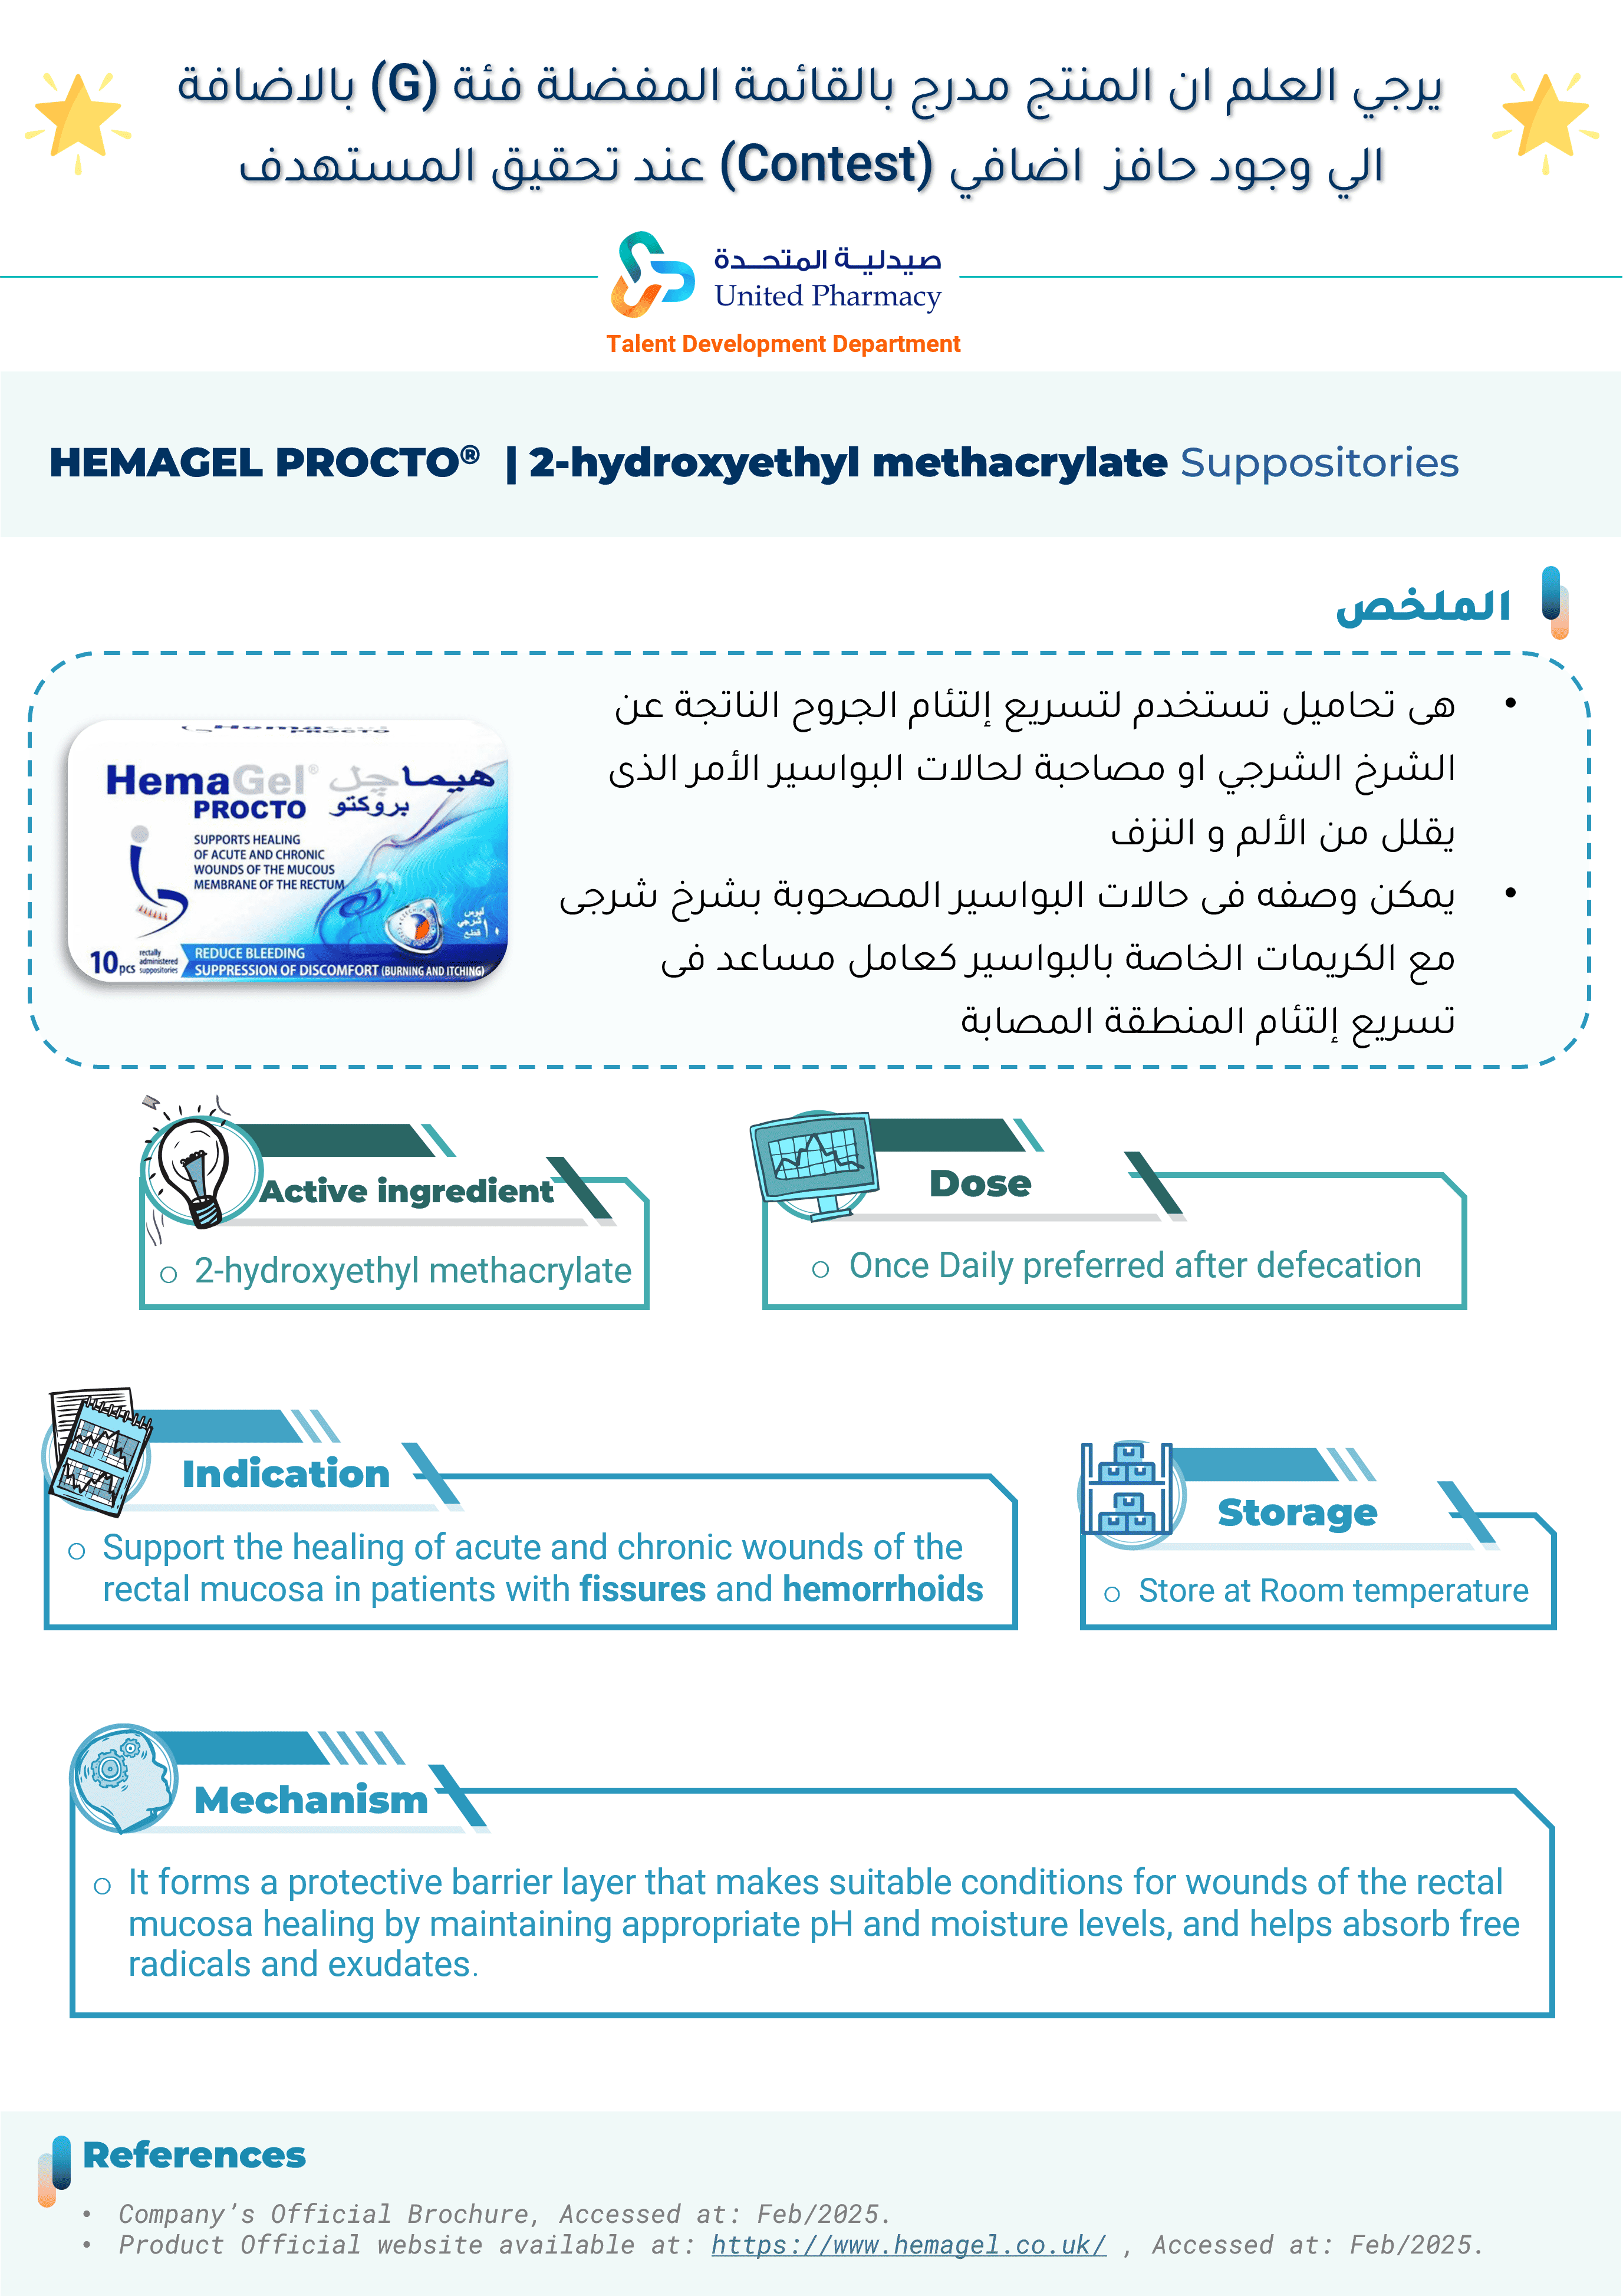 يرجي العلم ان المنتج مدرج بالقائمة المفضلة فئة (G) بالاضافة
الي وجود حافز اضافي (Contest) عند تحقيق المستهدف
صيدلية المتحدة
United Pharmacy
Talent Development Department
HEMAGEL PROCTO® | 2-hydroxyethyl methacrylate Suppositories
الملخص
• هى تحاميل تستخدم لتسريع إلتئام الجروح الناتجة عن
الشرخ الشرجي او مصاحبة لحالات البواسير الأمر الذى
يقلل من الألم و النزف
• يمكن وصفه فى حالات البواسير المصحوبة بشرخ شرجى
مع الكريمات الخاصة بالبواسير كعامل مساعد فى
تسريع إلتئام المنطقة المصابة
HemaGel® هيماچل
PROCTO بروكتو
SUPPORTS HEALING
OF ACUTE AND CHRONIC
WOUNDS OF THE MUCOUS
MEMBRANE OF THE RECTUM
10 pcs rectally administered suppositories
REDUCE BLEEDING
SUPPRESSION OF DISCOMFORT (BURNING AND ITCHING)
Active ingredient
○ 2-hydroxyethyl methacrylate
Dose
○ Once Daily preferred after defecation
Indication
○ Support the healing of acute and chronic wounds of the
rectal mucosa in patients with fissures and hemorrhoids
Storage
○ Store at Room temperature
Mechanism
○ It forms a protective barrier layer that makes suitable conditions for wounds of the rectal
mucosa healing by maintaining appropriate pH and moisture levels, and helps absorb free
radicals and exudates.
References
• Company’s Official Brochure, Accessed at: Feb/2025.
• Product Official website available at: https://www.hemagel.co.uk/ , Accessed at: Feb/2025.